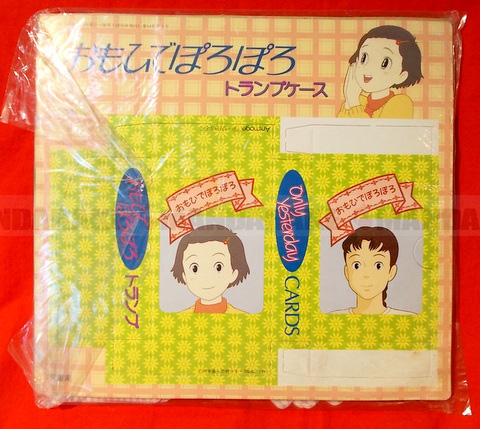 おもひでぽろぽろ
トランプケース
Animage
おもひで
ぽろぽろ
トランプ
おもひでぽろぽろ
only
yesterday
CARDS
おもひでぽろぽろ